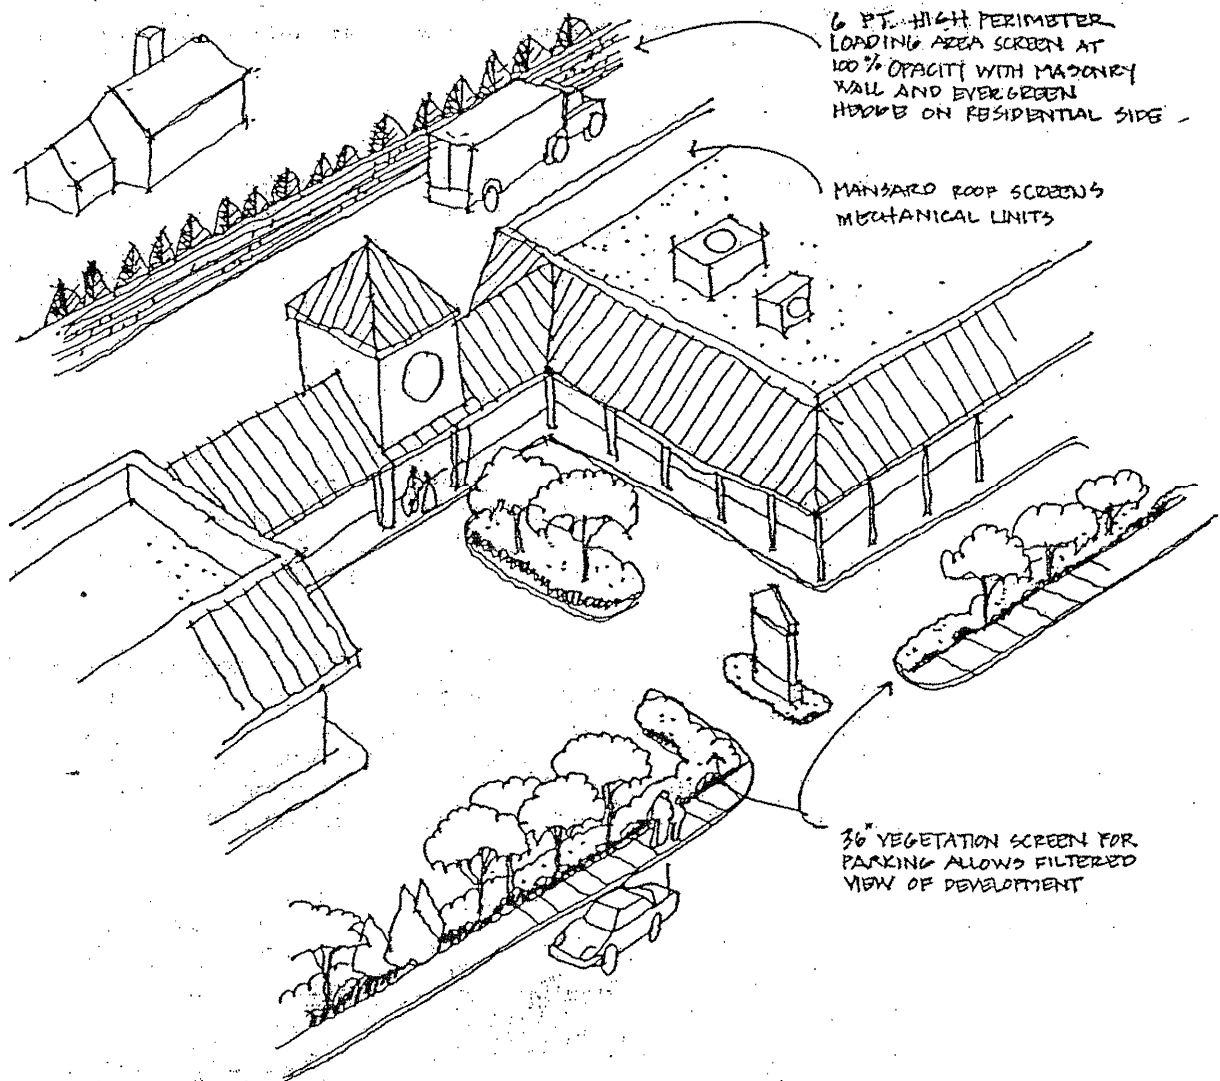 6 FT. HIGH PERIMETER
LOADING AREA SCREEN AT
100% OPACITY WITH MASONRY
WALL AND EVERGREEN
HEDGE ON RESIDENTIAL SIDE
MANSARD ROOF SCREENS
MECHANICAL UNITS
36" VEGETATION SCREEN FOR
PARKING ALLOWS FILTERED
VIEW OF DEVELOPMENT